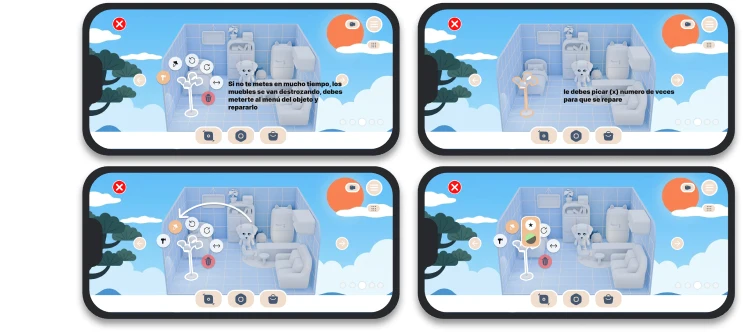 Si no te metes en mucho tiempo, los
muebles se van destrozando, debes
meterte al menú del objeto y
repararlo
le debes picar [x] numero de veces
para que se repare